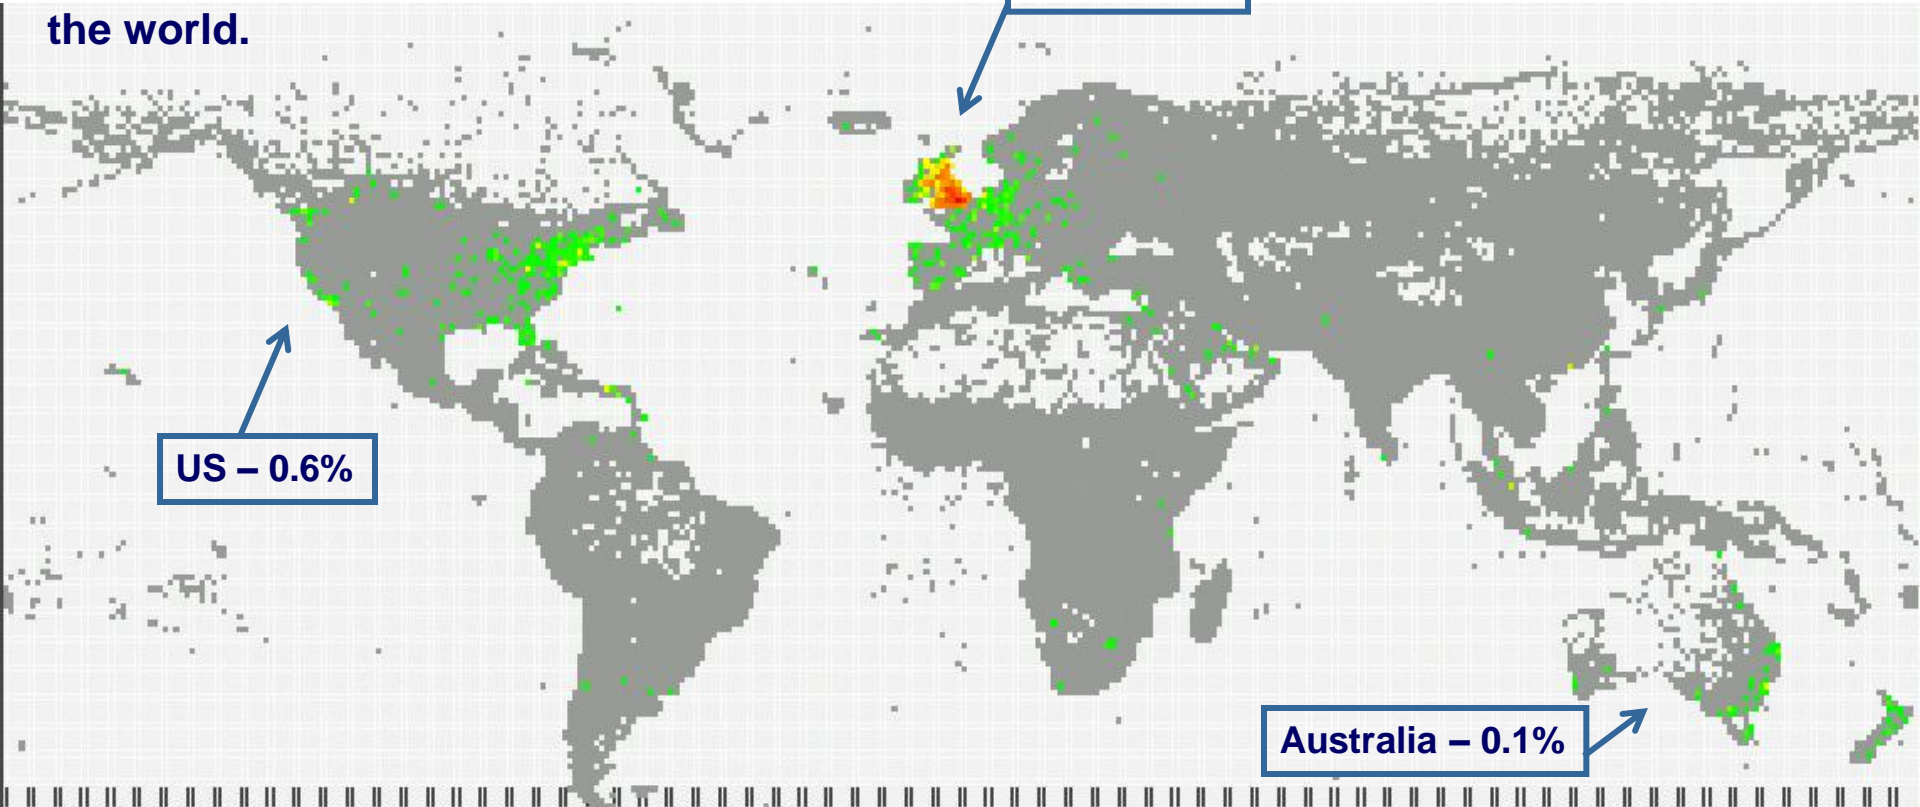 the world.
US – 0.6%
Australia – 0.1%